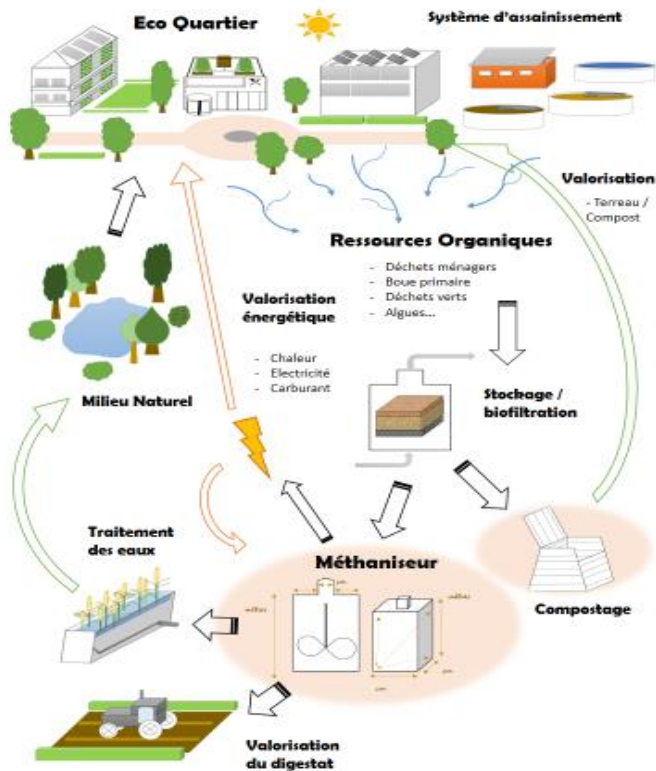 Eco Quartier
Système d'assainissement
Valorisation
- Terreau /
Compost
Ressources Organiques
- Déchets ménagers
- Boue primaire
- Déchets verts
- Algues...
Valorisation
énergétique
- Chaleur
- Electricité
- Carburant
Milieu Naturel
Stockage /
biofiltration
Traitement
des eaux
Méthaniseur
Compostage
Valorisation
du digestat